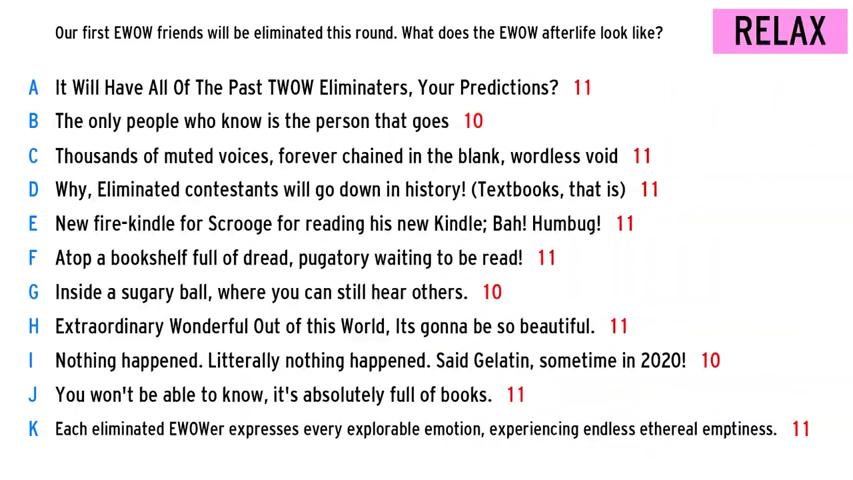 Our first EWOW friends will be eliminated this round. What does the EWOW afterlife look like?
RELAX
A It Will Have All Of The Past TWOW Eliminaters, Your Predictions? 11
B The only people who know is the person that goes 10
C Thousands of muted voices, forever chained in the blank, wordless void 11
D Why, Eliminated contestants will go down in history! (Textbooks, that is) 11
E New fire-kindle for Scrooge for reading his new Kindle; Bah! Humbug! 11
F Atop a bookshelf full of dread, pugatory waiting to be read! 11
G Inside a sugary ball, where you can still hear others. 10
H Extraordinary Wonderful Out of this World, Its gonna be so beautiful. 11
I Nothing happened. Litterally nothing happened. Said Gelatin, sometime in 2020! 10
J You won't be able to know, it's absolutely full of books. 11
K Each eliminated EWOWer expresses every explorable emotion, experiencing endless ethereal emptiness. 11